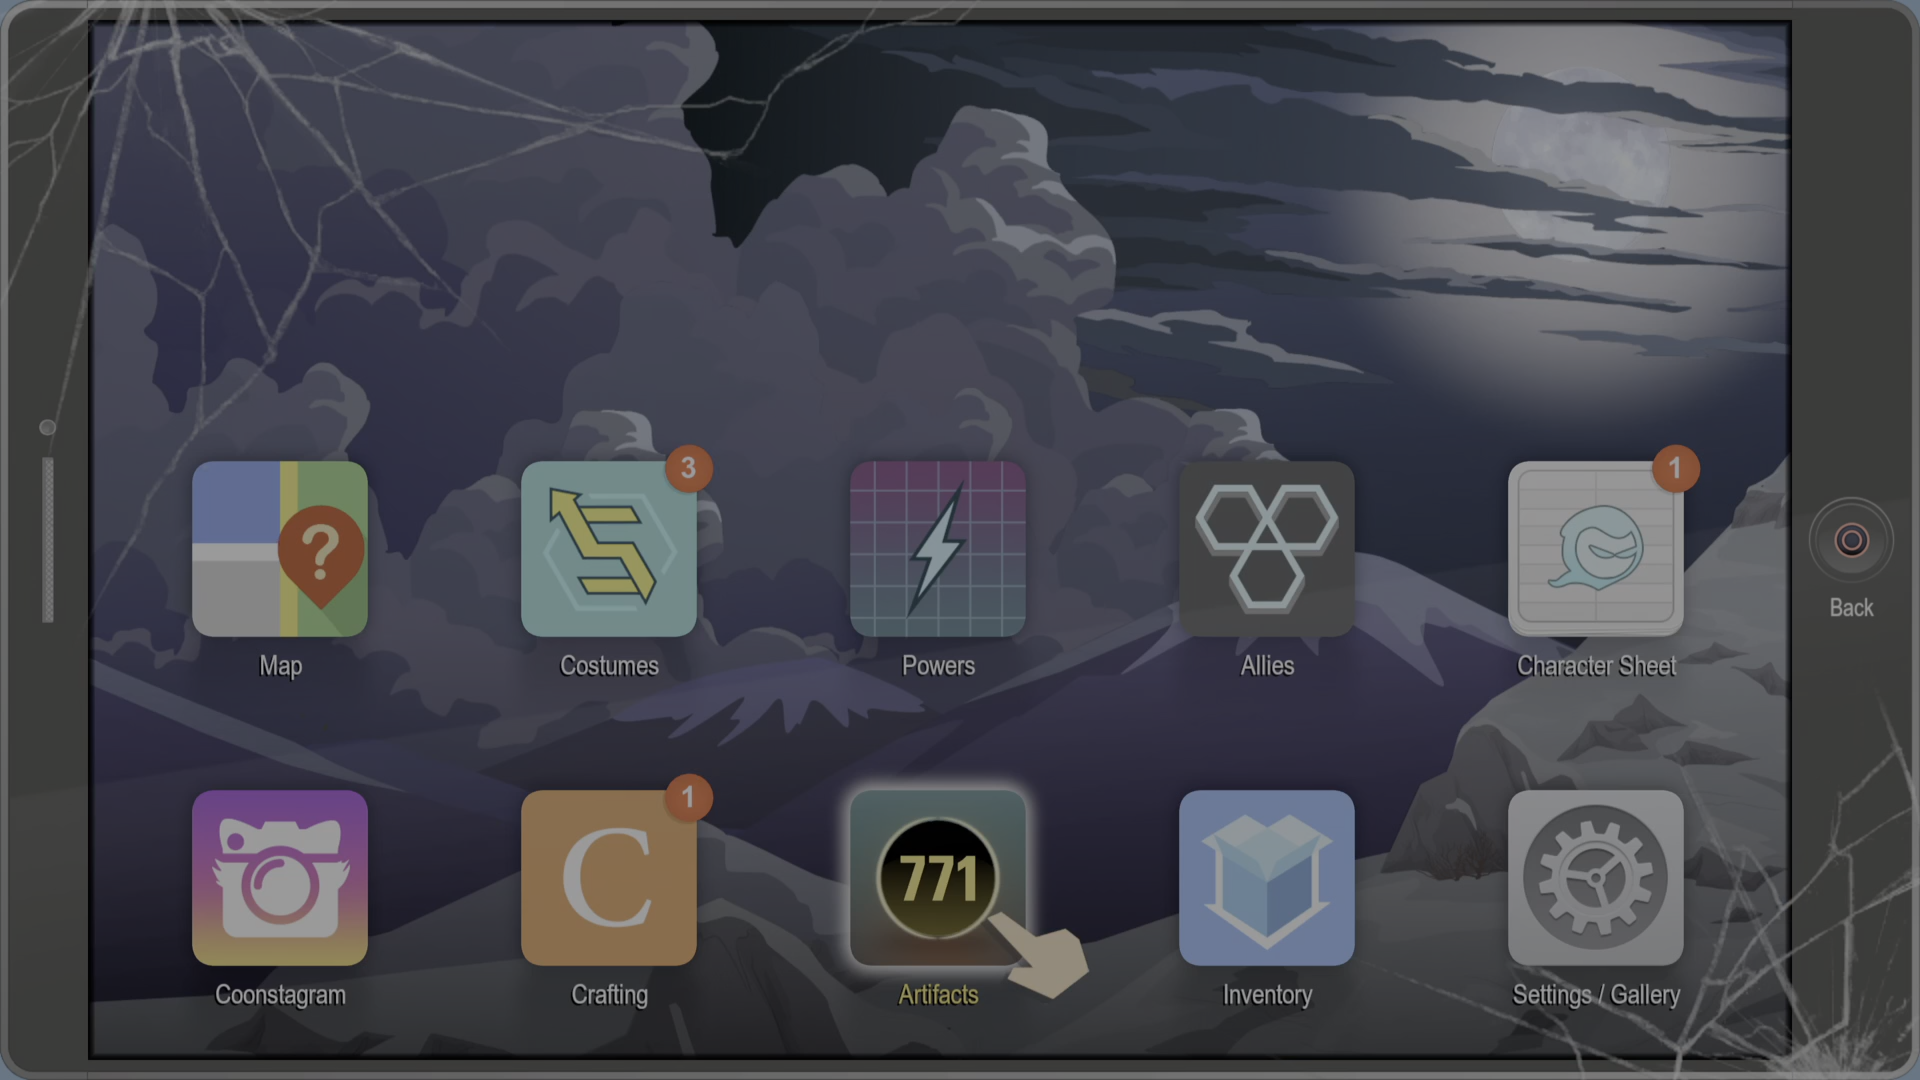 3
1
?
Map
Costumes
Powers
Allies
Character Sheet
Back
1
C
771
Coonstagram
Crafting
Artifacts
Inventory
Settings / Gallery